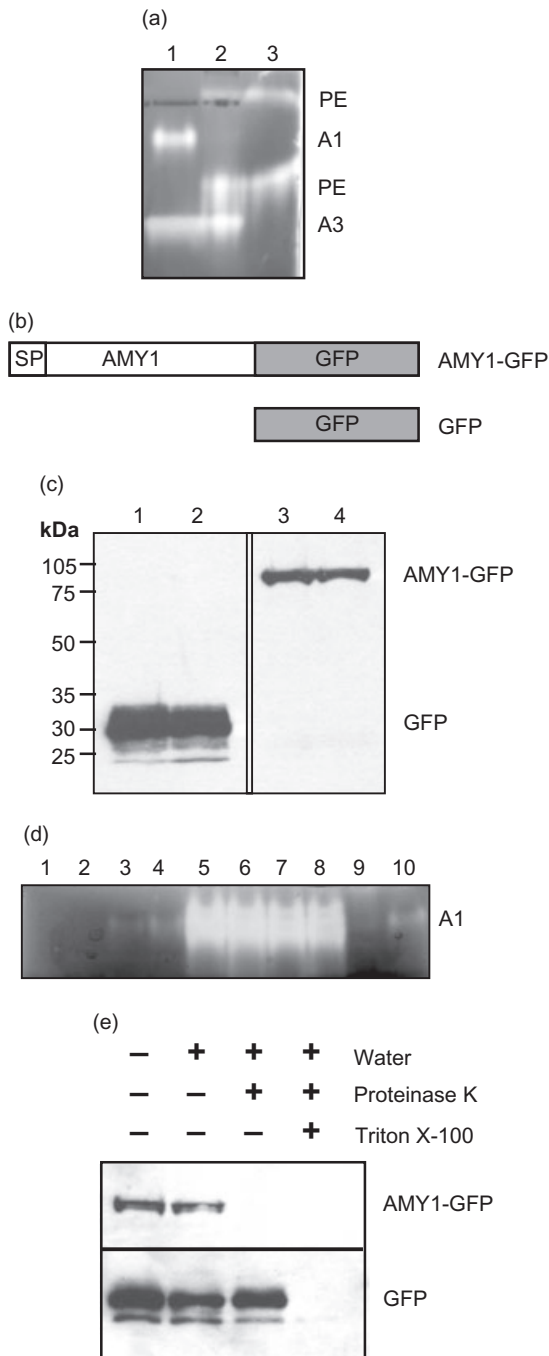 (a)
1 2 3
PE
A1
PE
A3
(b)
SP AMY1 GFP AMY1-GFP
GFP GFP
(c)
kDa 1 2 3 4
105
75
50
35
30
25
AMY1-GFP
GFP
(d)
1 2 3 4 5 6 7 8 9 10
A1
(e)
– + + + Water
– – + + Proteinase K
– – – + Triton X-100
AMY1-GFP
GFP